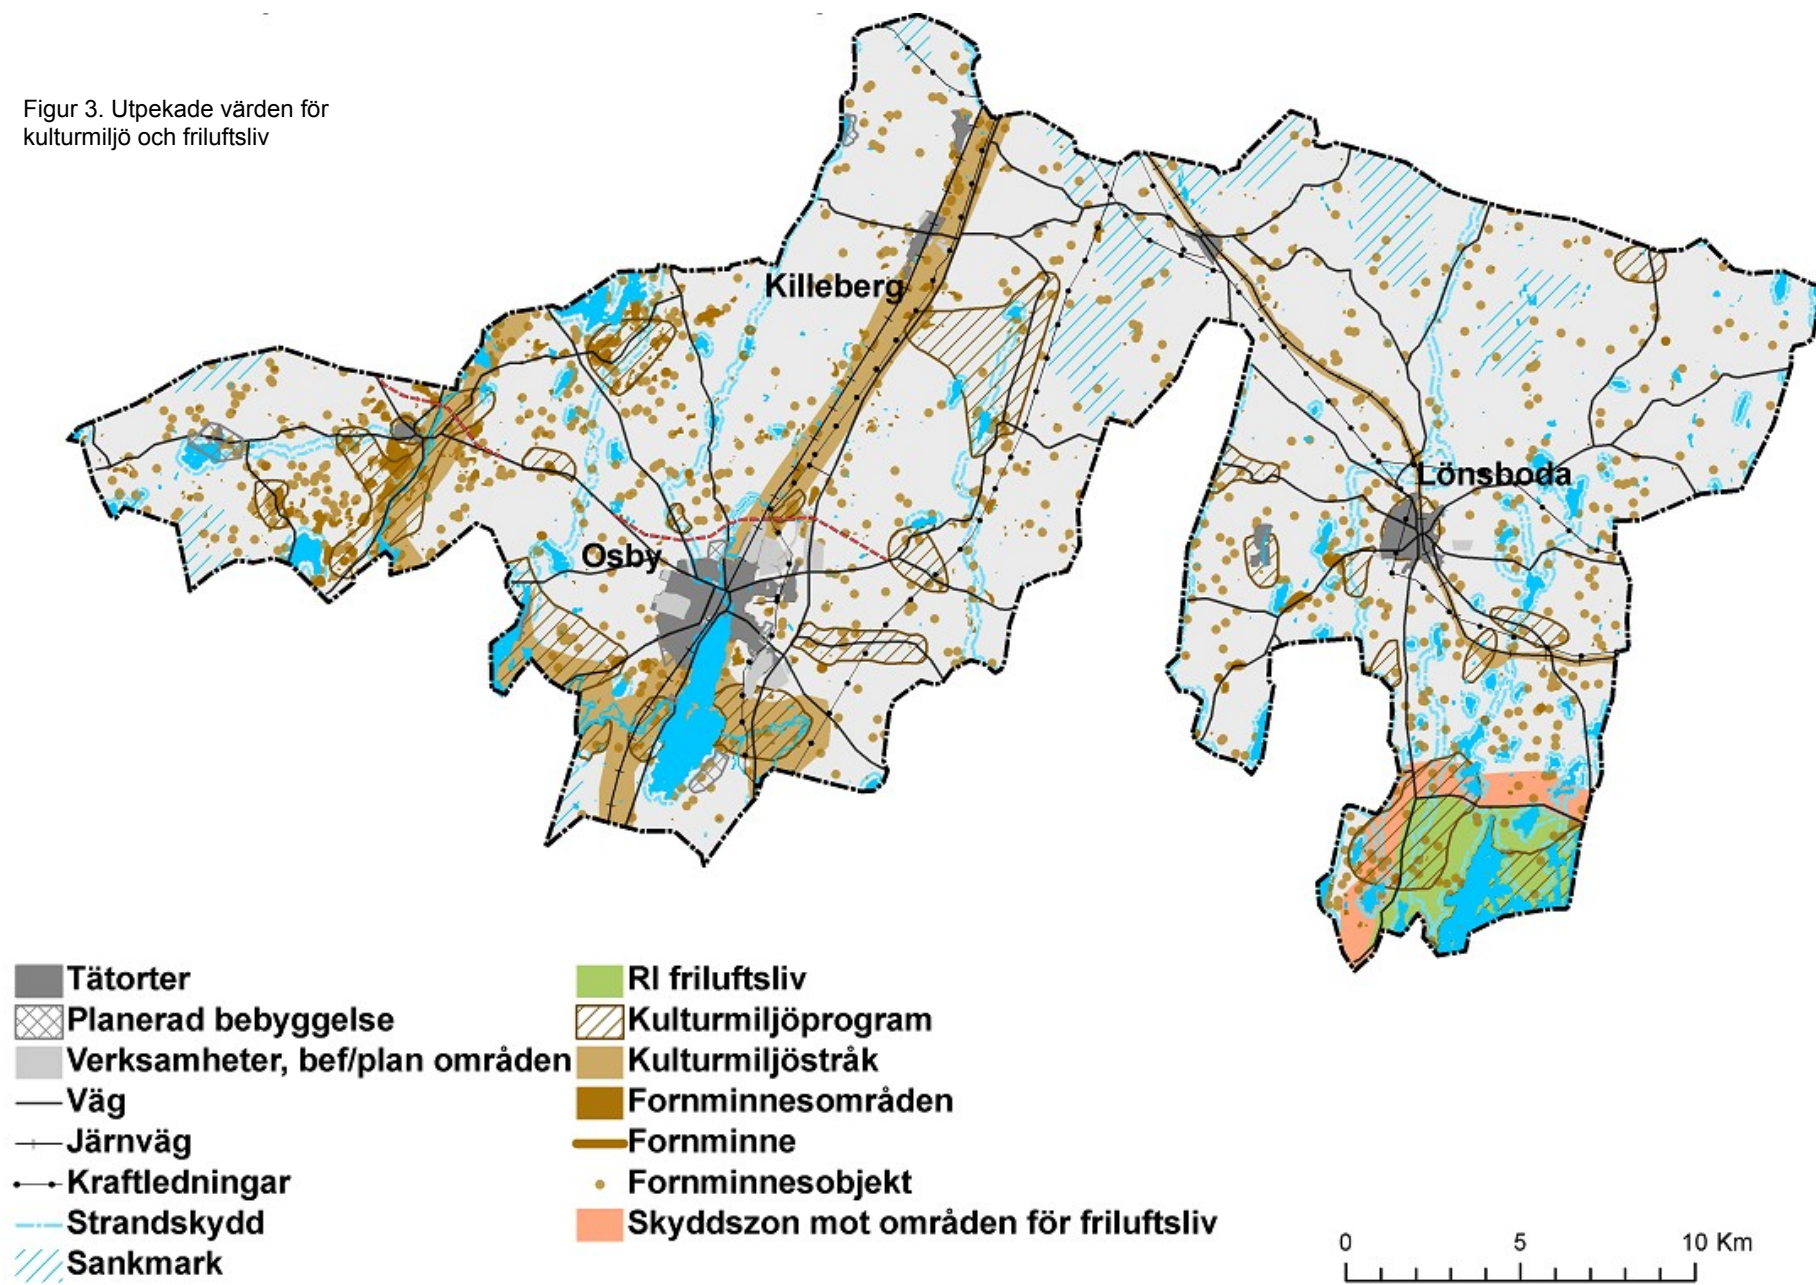 Figur 3. Utpekade värden för
kulturmiljö och friluftsliv
Killeberg
Lönsboda
Osby
Tätorter
Planerad bebyggelse
Verksamheter, bef/plan områden
Väg
Järnväg
Kraftledningar
Strandskydd
Sankmark
RI friluftsliv
Kulturmiljöprogram
Kulturmiljöstråk
Fornminnesområden
Fornminne
Fornminnesobjekt
Skyddszon mot områden för friluftsliv
0 5 10 Km